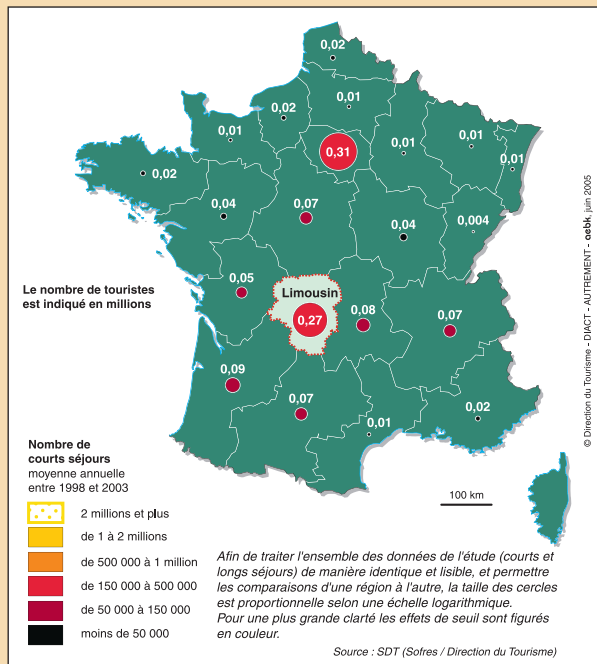 0,02
0,02
0,01
0,01
0,31
0,01
0,01
0,01
0,02
0,04
0,07
0,04
0,004
Le nombre de touristes
est indiqué en millions
0,05
Limousin
0,27
0,08
0,07
0,09
0,07
0,01
0,02
Nombre de
courts séjours
moyenne annuelle
entre 1998 et 2003
2 millions et plus
de 1 à 2 millions
de 500 000 à 1 million
de 150 000 à 500 000
de 50 000 à 150 000
moins de 50 000
100 km
Afin de traiter l'ensemble des données de l'étude (courts et
longs séjours) de manière identique et lisible, et permettre
les comparaisons d'une région à l'autre, la taille des cercles
est proportionnelle selon une échelle logarithmique.
Pour une plus grande clarté les effets de seuil sont figurés
en couleur.
Source : SDT (Sofres / Direction du Tourisme)
© Direction du Tourisme - DIACT - AUTREMENT - aebk, juin 2005